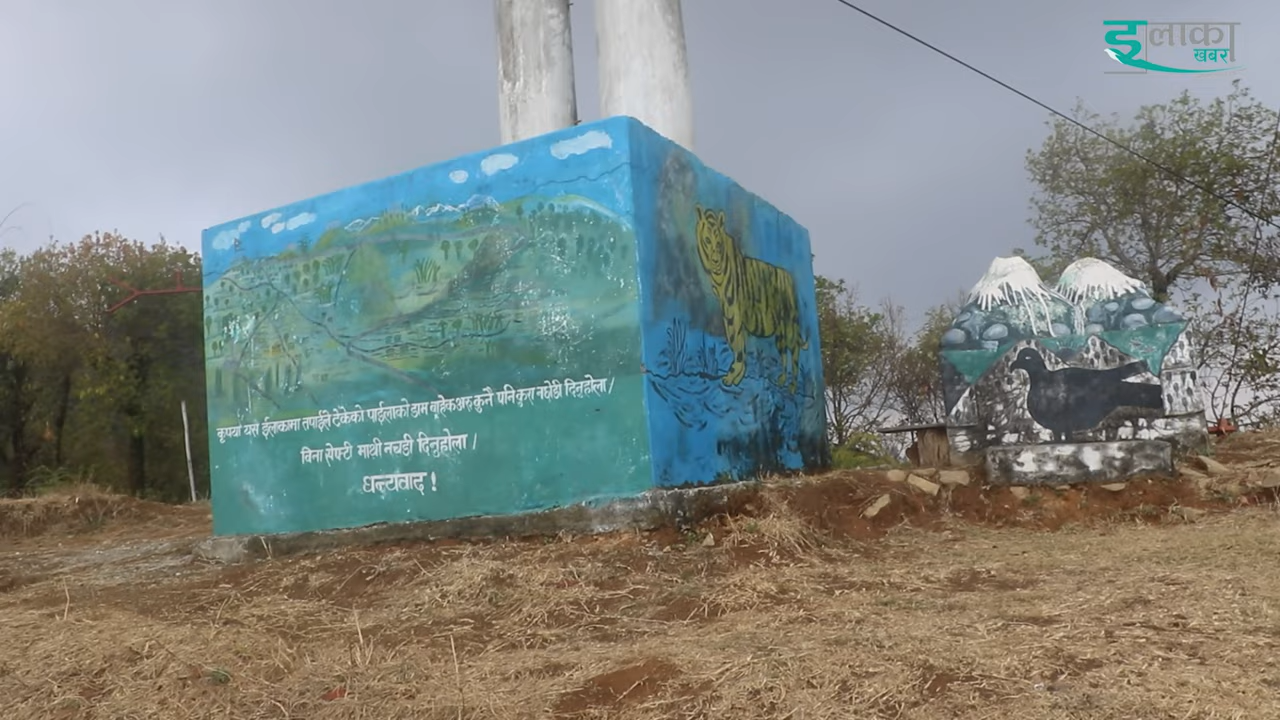 इलाका
खबर
कृपया यस ईलाकामा तपाईले टेकेको पाईलाको डाम बाहेक अरु कुनै पनि कुरा नछोडी दिनुहोला /
विना सेफ्टी माथी नचढी दिनुहोला /
धन्यवाद !